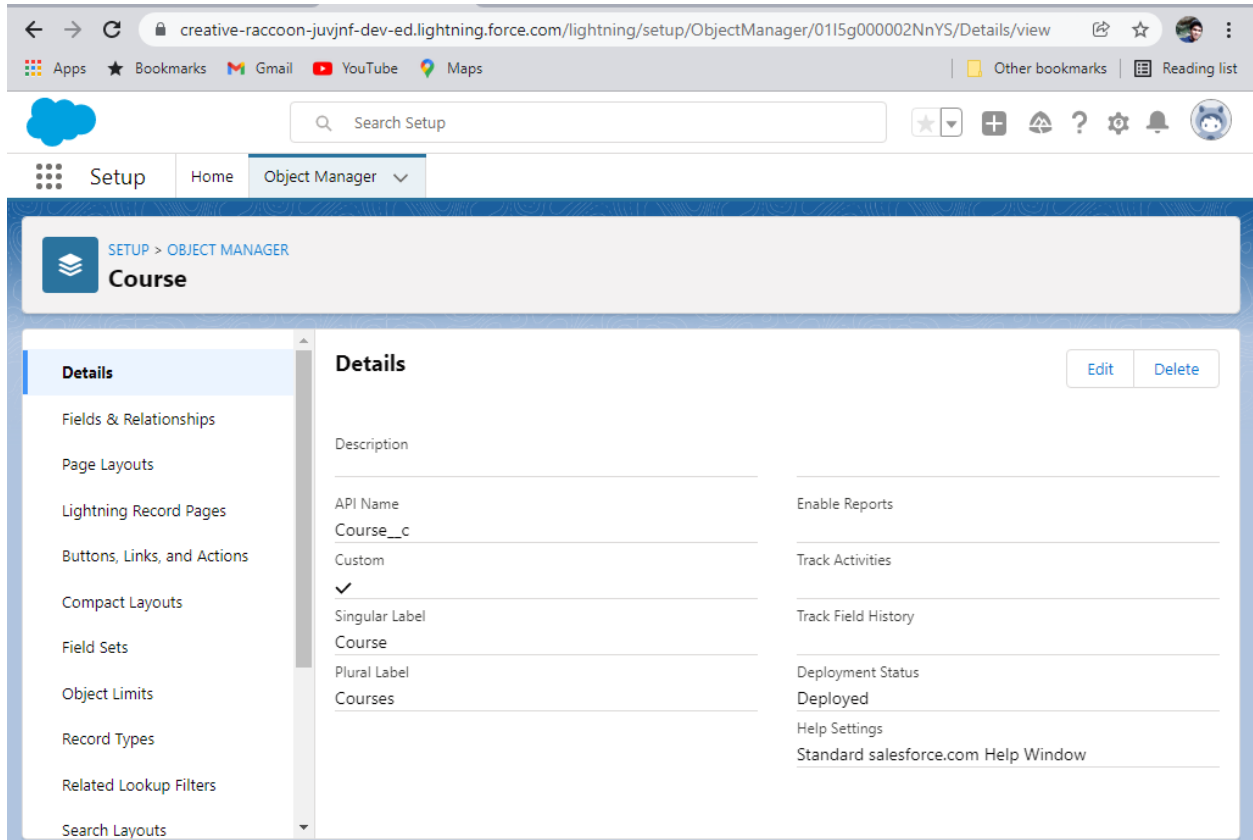 creative-raccoon-juvjnf-dev-ed.lightning.force.com/lightning/setup/ObjectManager/01I5g000002NnYS/Details/view
Apps Bookmarks Gmail YouTube Maps Other bookmarks Reading list
Search Setup
Setup Home Object Manager
SETUP > OBJECT MANAGER
Course
Details
Fields & Relationships
Page Layouts
Lightning Record Pages
Buttons, Links, and Actions
Compact Layouts
Field Sets
Object Limits
Record Types
Related Lookup Filters
Search Layouts
Details
Edit Delete
Description
API Name
Course__c
Custom
Singular Label
Course
Plural Label
Courses
Enable Reports
Track Activities
Track Field History
Deployment Status
Deployed
Help Settings
Standard salesforce.com Help Window